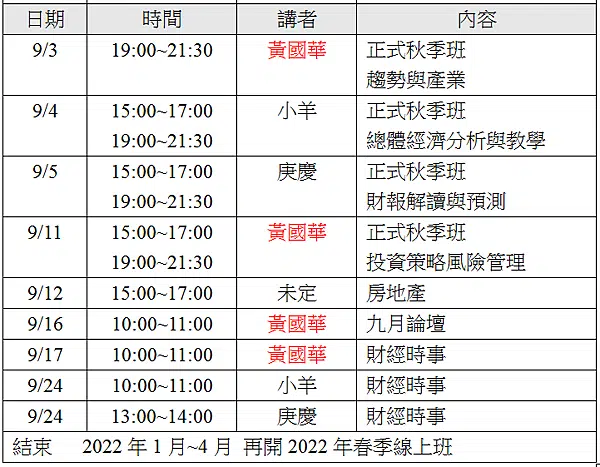 日期 時間 講者 內容
9/3 19:00~21:30 黃國華 正式秋季班
趨勢與產業
9/4 15:00~17:00 小羊 正式秋季班
19:00~21:30 總體經濟分析與教學
9/5 15:00~17:00 庚慶 正式秋季班
19:00~21:30 財報解讀與預測
9/11 15:00~17:00 黃國華 正式秋季班
19:00~21:30 投資策略風險管理
9/12 15:00~17:00 未定 房地產
9/16 10:00~11:00 黃國華 九月論壇
9/17 10:00~11:00 黃國華 財經時事
9/24 10:00~11:00 小羊 財經時事
9/24 13:00~14:00 庚慶 財經時事
結束 2022 年 1 月~4 月 再開 2022 年春季線上班